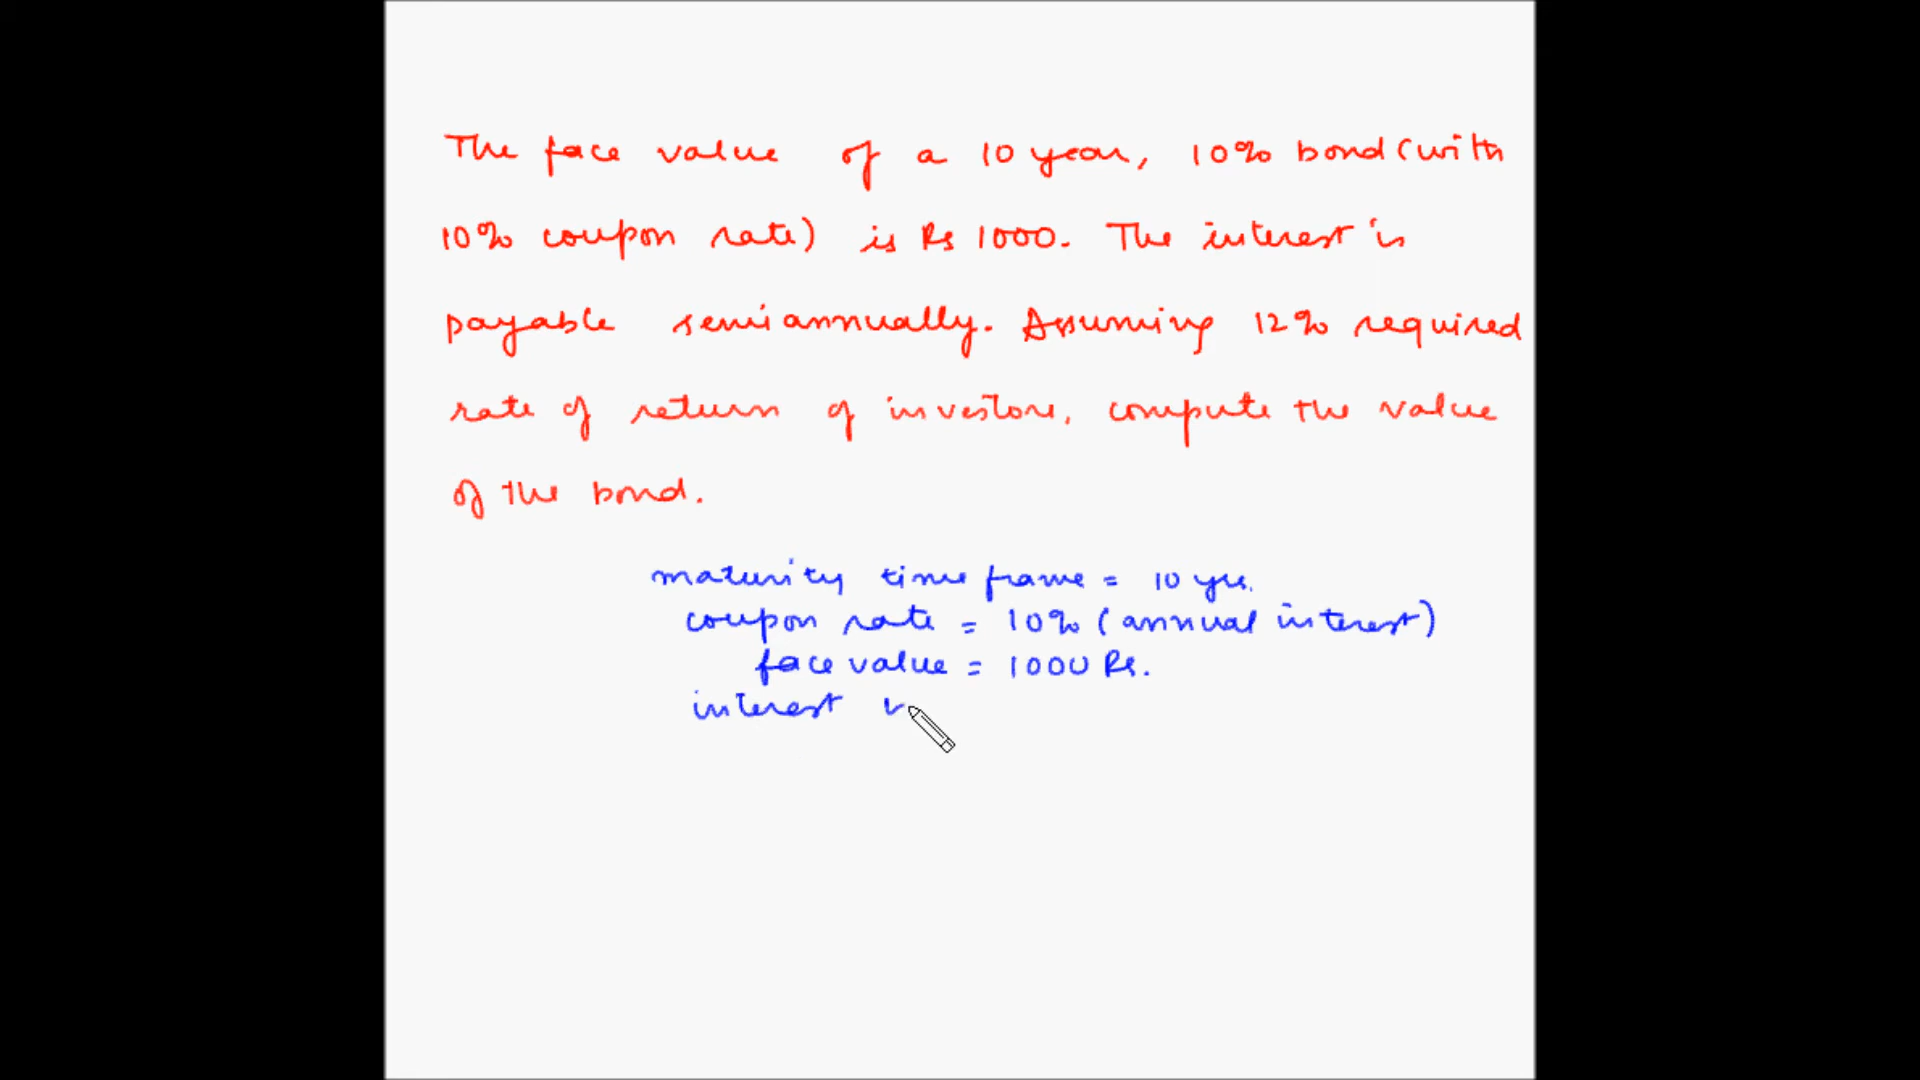 The face value of a 10 year, 10% bond (with
10% coupon rate) is Rs 1000. The interest is
payable semiannually. Assuming 12% required
rate of return of investors, compute the value
of the bond.
maturity time frame = 10 yrs.
coupon rate = 10% (annual interest)
face value = 1000 Rs.
interest